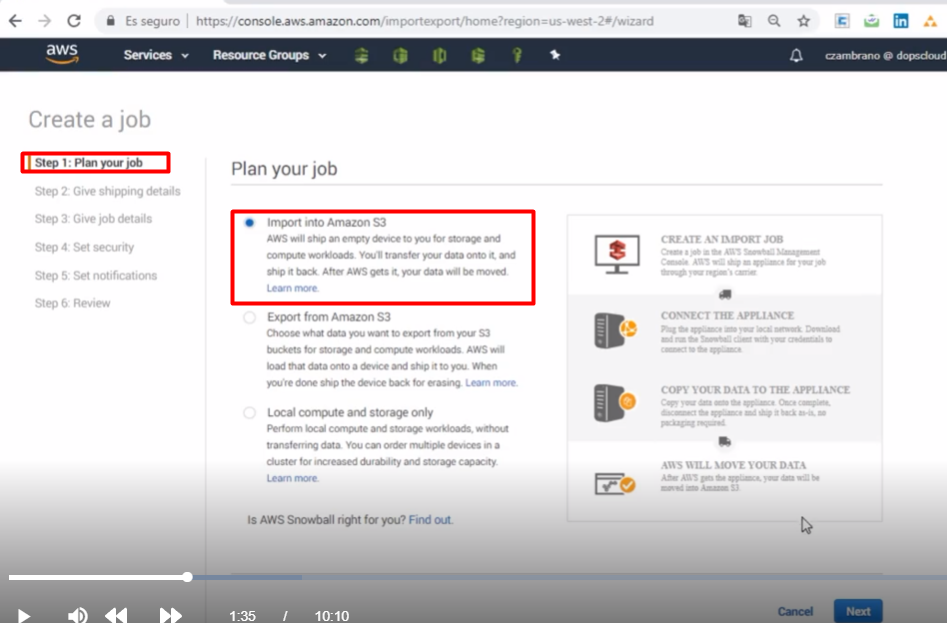 Es seguro | https://console.aws.amazon.com/importexport/home?region=us-west-2#/wizard
aws Services Resource Groups czambrano @ dopscloud
Create a job
Step 1: Plan your job
Step 2: Give shipping details
Step 3: Give job details
Step 4: Set security
Step 5: Set notifications
Step 6: Review
Plan your job
Import into Amazon S3
AWS will ship an empty device to you for storage and
compute workloads. You'll transfer your data onto it, and
ship it back. After AWS gets it, your data will be moved.
Learn more.
Export from Amazon S3
Choose what data you want to export from your S3
buckets for storage and compute workloads. AWS will
load that data onto a device and ship it to you. When
you're done ship the device back for erasing. Learn more.
Local compute and storage only
Perform local compute and storage workloads, without
transferring data. You can order multiple devices in a
cluster for increased durability and storage capacity.
Learn more.
Is AWS Snowball right for you? Find out.
CREATE AN IMPORT JOB
Create a job in the AWS Snowball Management
Console. AWS will ship an appliance for your job
through your region's carrier.
CONNECT THE APPLIANCE
Plug the appliance into your local network. Download
and run the Snowball client with your credentials to
connect to the appliance.
COPY YOUR DATA TO THE APPLIANCE
Copy your data onto the appliance. Once complete,
disconnect the appliance and ship it back as-is, no
packaging required.
AWS WILL MOVE YOUR DATA
After AWS gets the appliance, your data will be
moved into Amazon S3.
1:35 / 10:10
Cancel Next